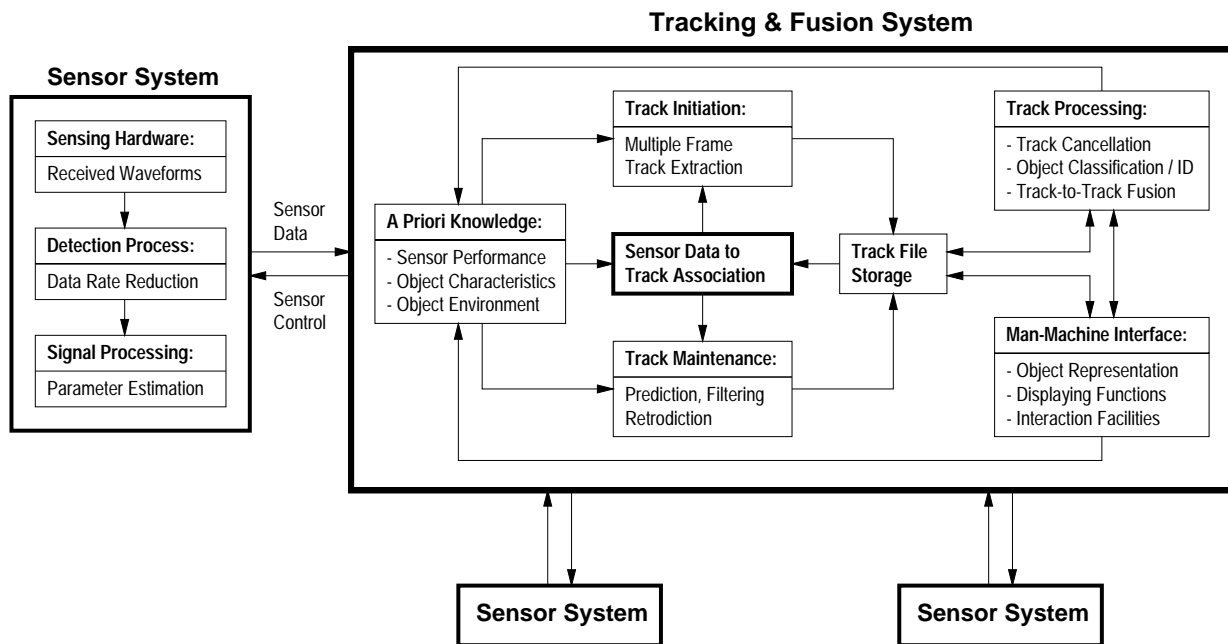 Tracking & Fusion System
Sensor System
Sensing Hardware:
Received Waveforms
Detection Process:
Data Rate Reduction
Signal Processing:
Parameter Estimation
Sensor
Data
Sensor
Control
A Priori Knowledge:
- Sensor Performance
- Object Characteristics
- Object Environment
Track Initiation:
Multiple Frame
Track Extraction
Sensor Data to
Track Association
Track Maintenance:
Prediction, Filtering
Retrodiction
Track File
Storage
Track Processing:
- Track Cancellation
- Object Classification / ID
- Track-to-Track Fusion
Man-Machine Interface:
- Object Representation
- Displaying Functions
- Interaction Facilities
Sensor System
Sensor System